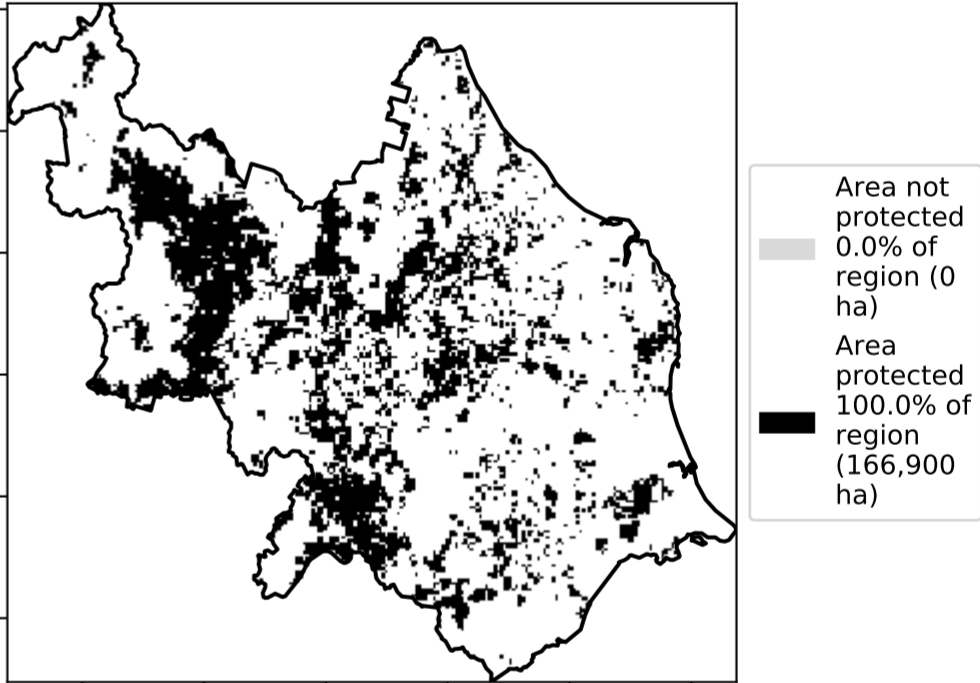 Area not
protected
0.0% of
region (0
ha)
Area
protected
100.0% of
region
(166,900
ha)